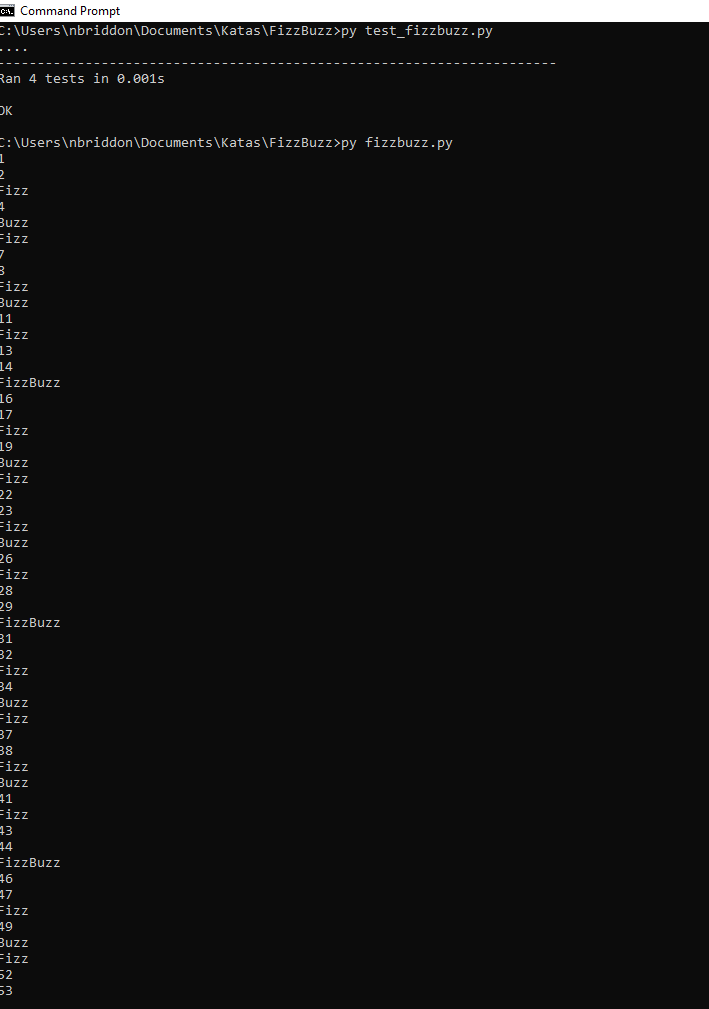 Command Prompt
C:\Users\nbriddon\Documents\Katas\FizzBuzz>py test_fizzbuzz.py
....
----------------------------------------------------------------------
Ran 4 tests in 0.001s
OK
C:\Users\nbriddon\Documents\Katas\FizzBuzz>py fizzbuzz.py
1
2
Fizz
4
Buzz
Fizz
7
8
Fizz
Buzz
11
Fizz
13
14
FizzBuzz
16
17
Fizz
19
Buzz
Fizz
22
23
Fizz
Buzz
26
Fizz
28
29
FizzBuzz
31
32
Fizz
34
Buzz
Fizz
37
38
Fizz
Buzz
41
Fizz
43
44
FizzBuzz
46
47
Fizz
49
Buzz
Fizz
52
53